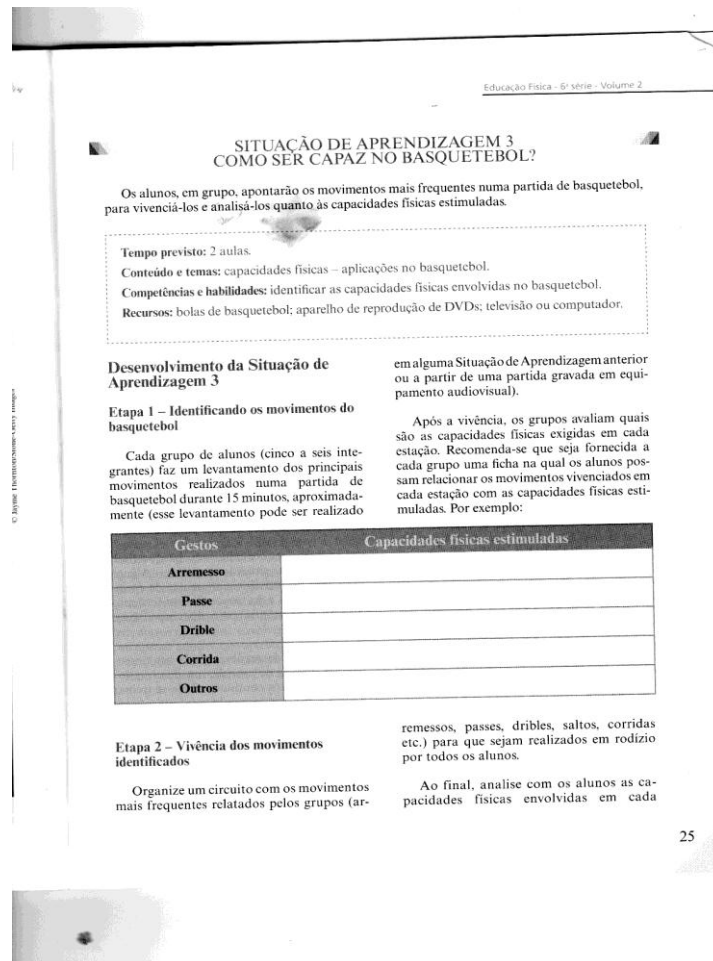 Educação Física - 6ª série - Volume 2
SITUAÇÃO DE APRENDIZAGEM 3
COMO SER CAPAZ NO BASQUETEBOL?
Os alunos, em grupo, apontarão os movimentos mais frequentes numa partida de basquetebol,
para vivenciá-los e analisá-los quanto às capacidades físicas estimuladas.
Tempo previsto: 2 aulas.
Conteúdo e temas: capacidades físicas – aplicações no basquetebol.
Competências e habilidades: identificar as capacidades físicas envolvidas no basquetebol.
Recursos: bolas de basquetebol; aparelho de reprodução de DVDs; televisão ou computador.
Desenvolvimento da Situação de
Aprendizagem 3
Etapa 1 – Identificando os movimentos do
basquetebol
Cada grupo de alunos (cinco a seis inte-
grantes) faz um levantamento dos principais
movimentos realizados numa partida de
basquetebol durante 15 minutos, aproximada-
mente (esse levantamento pode ser realizado
em alguma Situação de Aprendizagem anterior
ou a partir de uma partida gravada em equi-
pamento audiovisual).
Após a vivência, os grupos avaliam quais
são as capacidades físicas exigidas em cada
estação. Recomenda-se que seja fornecida a
cada grupo uma ficha na qual os alunos pos-
sam relacionar os movimentos vivenciados em
cada estação com as capacidades físicas esti-
muladas. Por exemplo:
Gestos Capacidades físicas estimuladas
Arremesso
Passe
Drible
Corrida
Outros
Etapa 2 – Vivência dos movimentos
identificados
Organize um circuito com os movimentos
mais frequentes relatados pelos grupos (ar-
remessos, passes, dribles, saltos, corridas
etc.) para que sejam realizados em rodízio
por todos os alunos.
Ao final, analise com os alunos as ca-
pacidades físicas envolvidas em cada
25